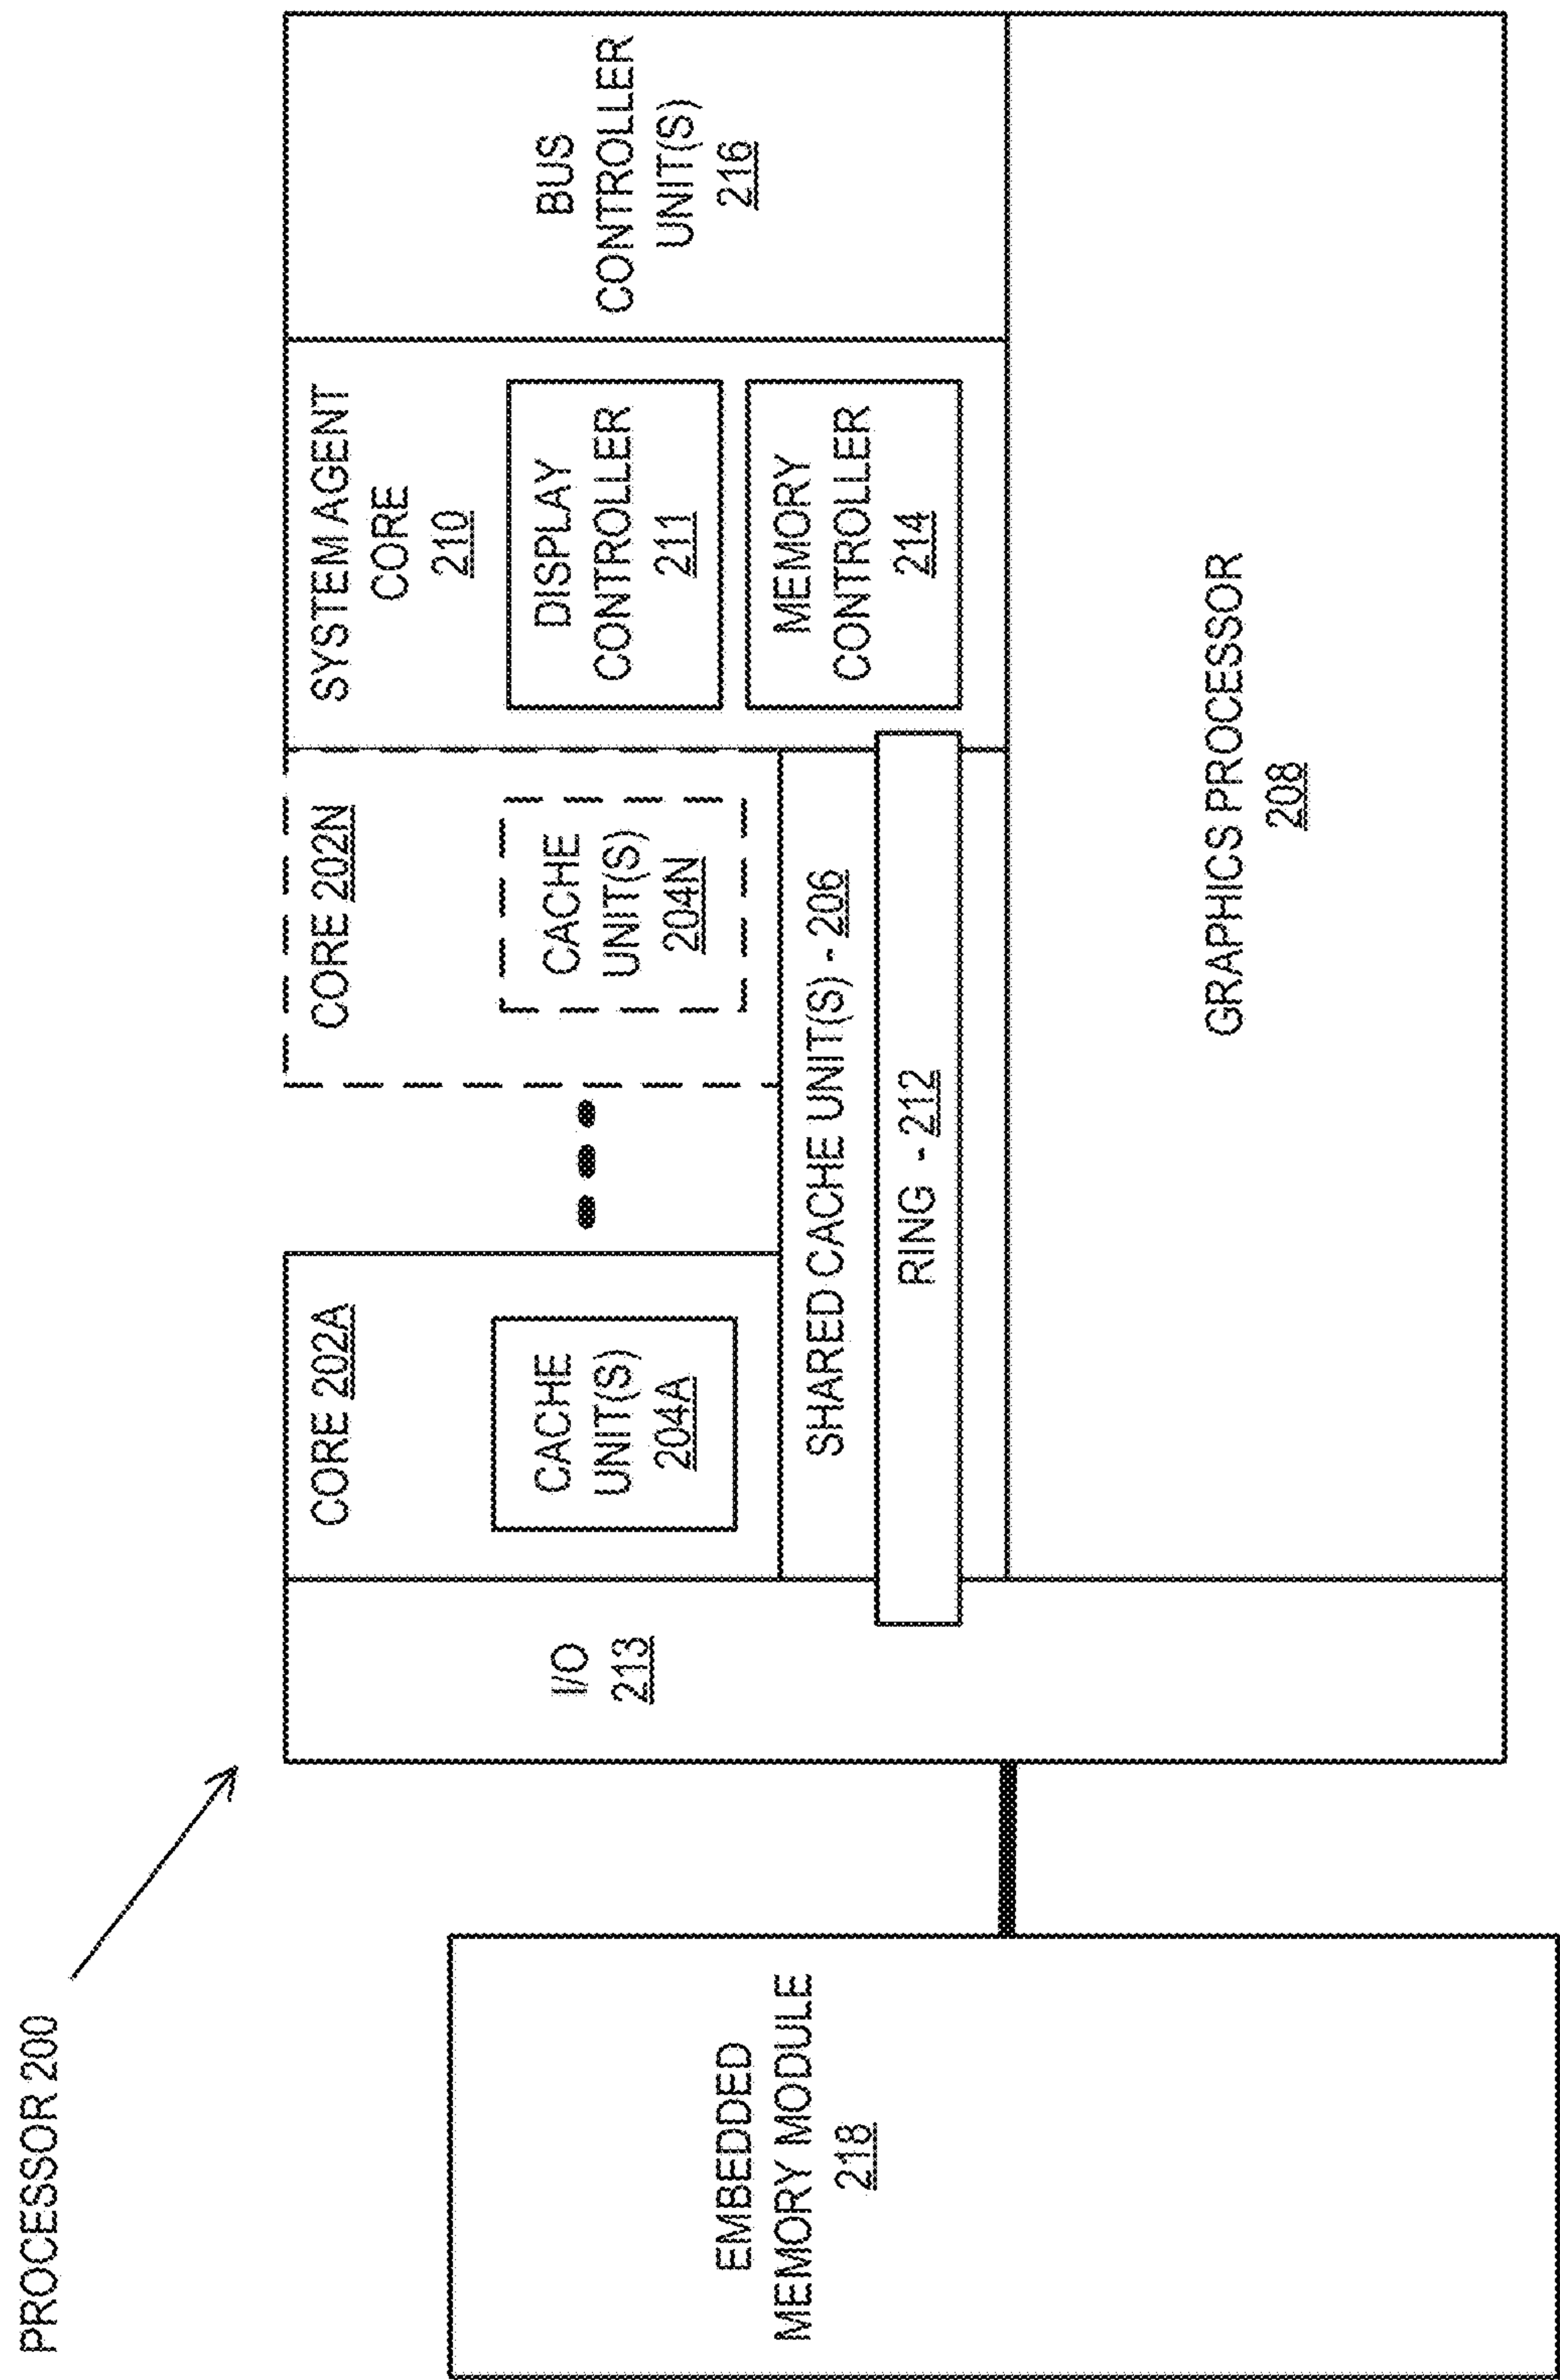 PROCESSOR 200
EMBEDDED
MEMORY MODULE
218
I/O
213
CORE 202A
CACHE
UNIT(S)
204A
CORE 202N
CACHE
UNIT(S)
204N
SHARED CACHE UNIT(S) - 206
RING - 212
SYSTEM AGENT
CORE
210
DISPLAY
CONTROLLER
211
MEMORY
CONTROLLER
214
BUS
CONTROLLER
UNIT(S)
216
GRAPHICS PROCESSOR
208